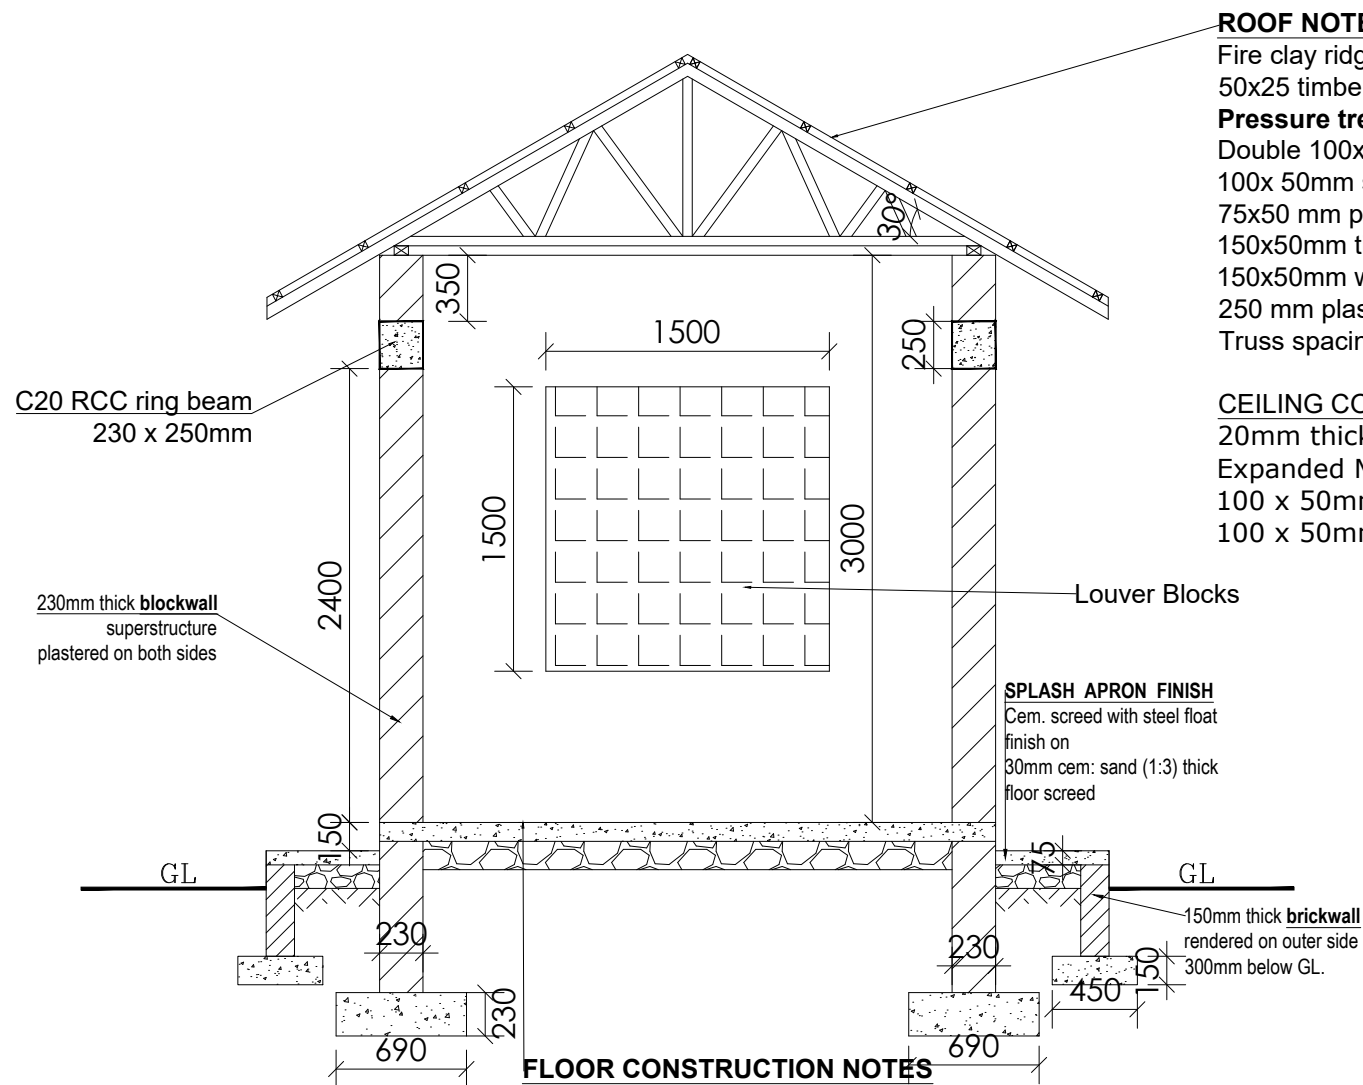 ROOF NOTE
Fire clay ridg
50x25 timbe
Pressure tre
Double 100x
100x 50mm s
75x50 mm p
150x50mm t
150x50mm w
250 mm plas
Truss spacin
CEILING CO
20mm thick
Expanded M
100 x 50mm
100 x 50mm
30°
350
250
1500
1500
3000
2400
C20 RCC ring beam
230 x 250mm
230mm thick blockwall
superstructure
plastered on both sides
Louver Blocks
SPLASH APRON FINISH
Cem. screed with steel float
finish on
30mm cem: sand (1:3) thick
floor screed
150
75
GL
GL
230
230
150mm thick brickwall
rendered on outer side
300mm below GL.
150
450
230
690
690
FLOOR CONSTRUCTION NOTES